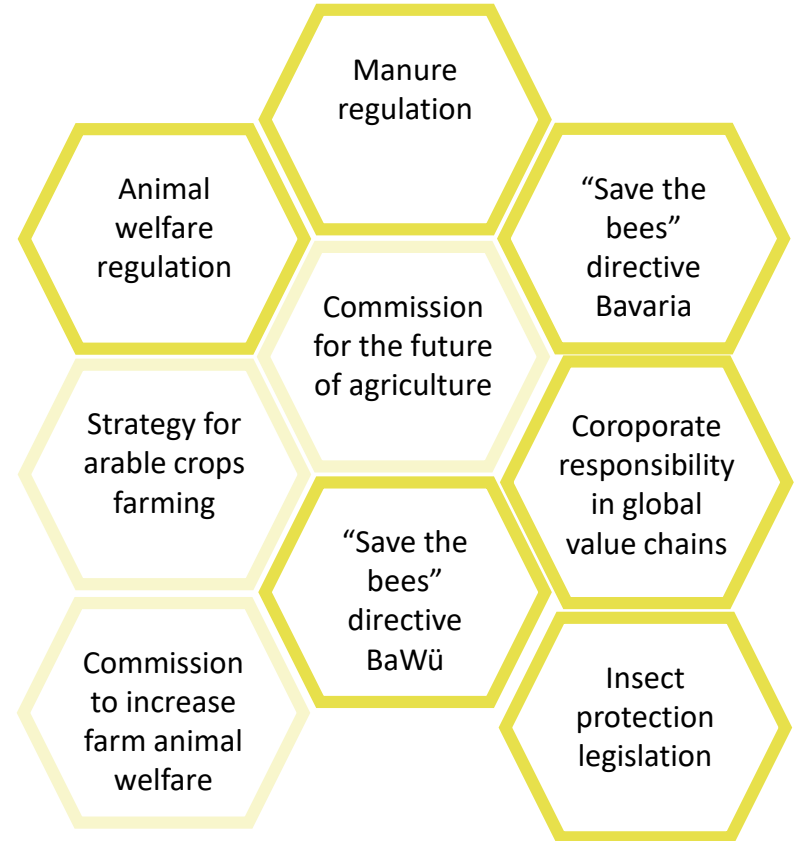 Manure
regulation
Animal
welfare
regulation
“Save the
bees”
directive
Bavaria
Commission
for the future
of agriculture
Strategy for
arable crops
farming
Coroporate
responsibility
in global
value chains
“Save the
bees”
directive
BaWü
Commission
to increase
farm animal
welfare
Insect
protection
legislation